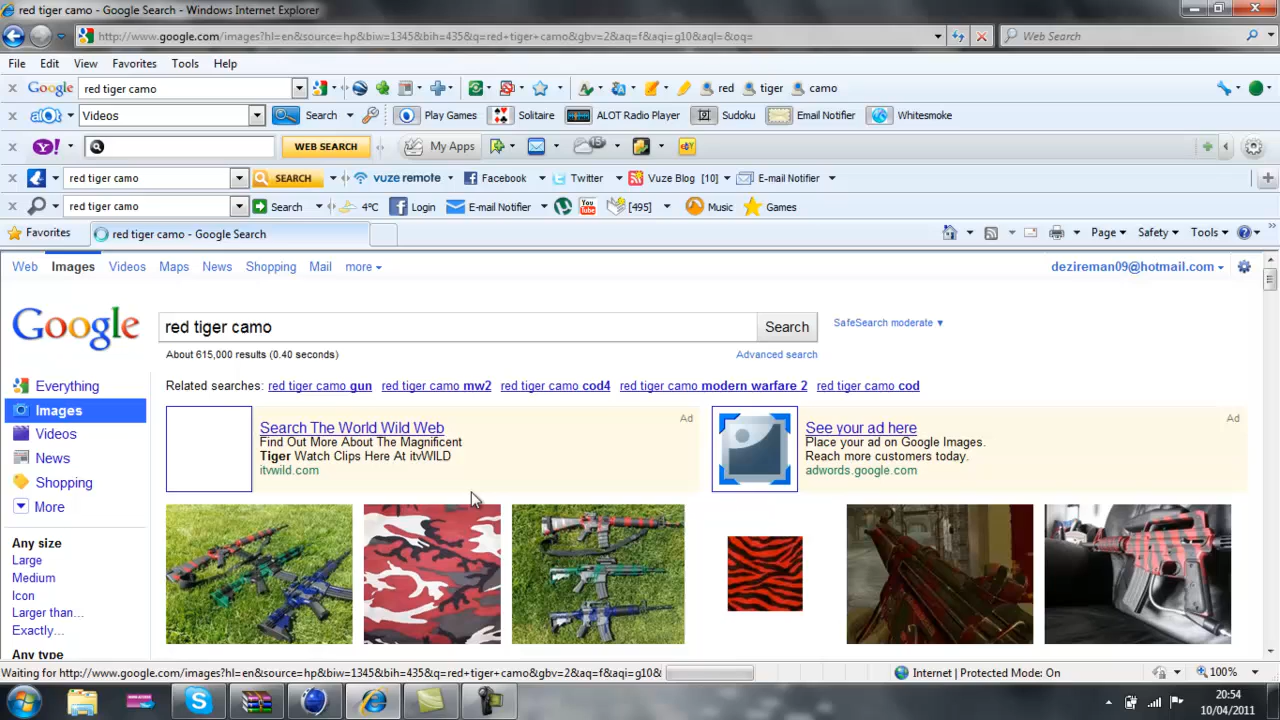 red tiger camo - Google Search - Windows Internet Explorer
http://www.google.com/images?hl=en&source=hp&biw=1345&bih=435&q=red+tiger+camo&gbv=2&aq=f&aqi=g10&aql=&oq=
Web Search
File Edit View Favorites Tools Help
x Google red tiger camo red tiger camo
x Videos Search Play Games Solitaire ALOT Radio Player Sudoku Email Notifier Whitesmoke
x Y! WEB SEARCH My Apps 15
x red tiger camo SEARCH vuze remote Facebook Twitter Vuze Blog [10] E-mail Notifier
x red tiger camo Search 4°C Login E-mail Notifier You Tube [495] Music Games
Favorites red tiger camo - Google Search Page Safety Tools
Web Images Videos Maps News Shopping Mail more dezireman09@hotmail.com
Google red tiger camo Search SafeSearch moderate
About 615,000 results (0.40 seconds) Advanced search
Everything
Images
Videos
News
Shopping
More
Any size
Large
Medium
Icon
Larger than...
Exactly...
Any type
Related searches: red tiger camo gun red tiger camo mw2 red tiger camo cod4 red tiger camo modern warfare 2 red tiger camo cod
Search The World Wild Web Ad
Find Out More About The Magnificent
Tiger Watch Clips Here At itvWILD
itvwild.com
See your ad here Ad
Place your ad on Google Images.
Reach more customers today.
adwords.google.com
Waiting for http://www.google.com/images?hl=en&source=hp&biw=1345&bih=435&q=red+tiger+camo&gbv=2&aq=f&aqi=g10& Internet | Protected Mode: On 100%
20:54
10/04/2011